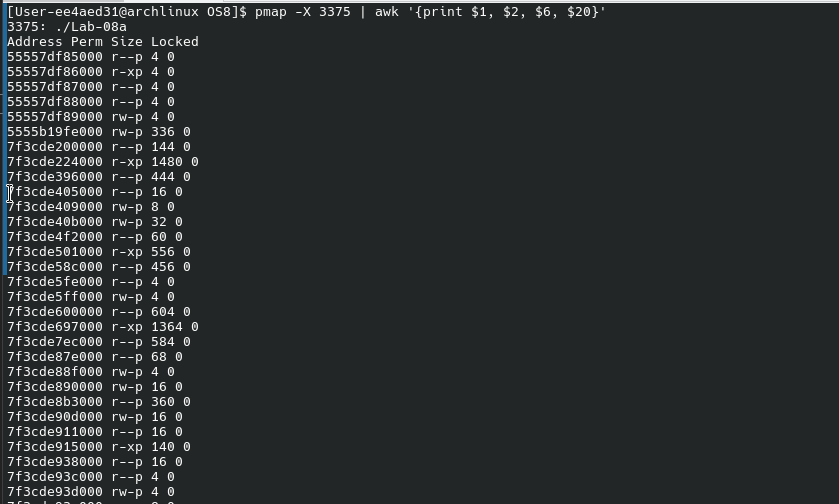 [User-ee4aed31@archlinux OS8]$ pmap -X 3375 | awk '{print $1, $2, $6, $20}'
3375: ./Lab-08a
Address Perm Size Locked
55557df85000 r--p 4 0
55557df86000 r-xp 4 0
55557df87000 r--p 4 0
55557df88000 r--p 4 0
55557df89000 rw-p 4 0
5555b19fe000 rw-p 336 0
7f3cde200000 r--p 144 0
7f3cde224000 r-xp 1480 0
7f3cde396000 r--p 444 0
7f3cde405000 r--p 16 0
7f3cde409000 rw-p 8 0
7f3cde40b000 rw-p 32 0
7f3cde4f2000 r--p 60 0
7f3cde501000 r-xp 556 0
7f3cde58c000 r--p 456 0
7f3cde5fe000 r--p 4 0
7f3cde5ff000 rw-p 4 0
7f3cde600000 r--p 604 0
7f3cde697000 r-xp 1364 0
7f3cde7ec000 r--p 584 0
7f3cde87e000 r--p 68 0
7f3cde88f000 rw-p 4 0
7f3cde890000 rw-p 16 0
7f3cde8b3000 r--p 360 0
7f3cde90d000 rw-p 16 0
7f3cde911000 r--p 16 0
7f3cde915000 r-xp 140 0
7f3cde938000 r--p 16 0
7f3cde93c000 r--p 4 0
7f3cde93d000 rw-p 4 0